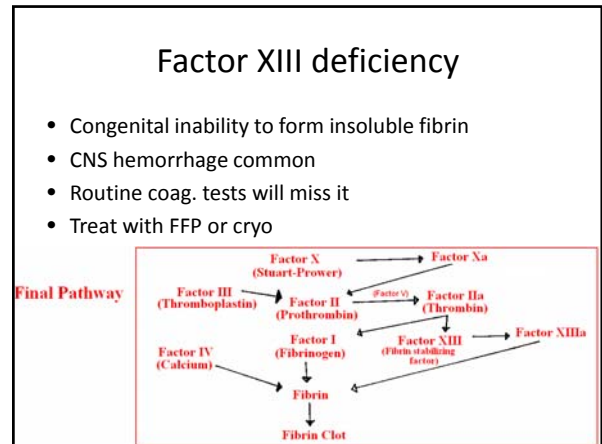 Factor XIII deficiency
• Congenital inability to form insoluble fibrin
• CNS hemorrhage common
• Routine coag. tests will miss it
• Treat with FFP or cryo
Final Pathway
Factor X
(Stuart-Prower)
Factor Xa
Factor III
(Thromboplastin)
Factor II
(Prothrombin)
(Factor V)
Factor IIa
(Thrombin)
Factor IV
(Calcium)
Factor I
(Fibrinogen)
Factor XIII
(Fibrin stabilizing
factor)
Factor XIIIa
Fibrin
Fibrin Clot